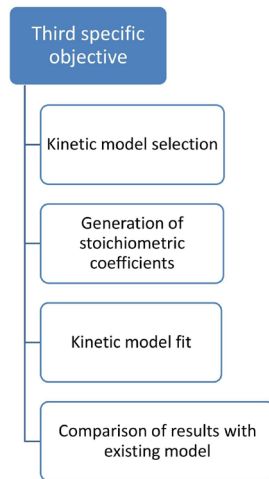 Third specific
objective
Kinetic model selection
Generation of
stoichiometric
coefficients
Kinetic model fit
Comparison of results with
existing model